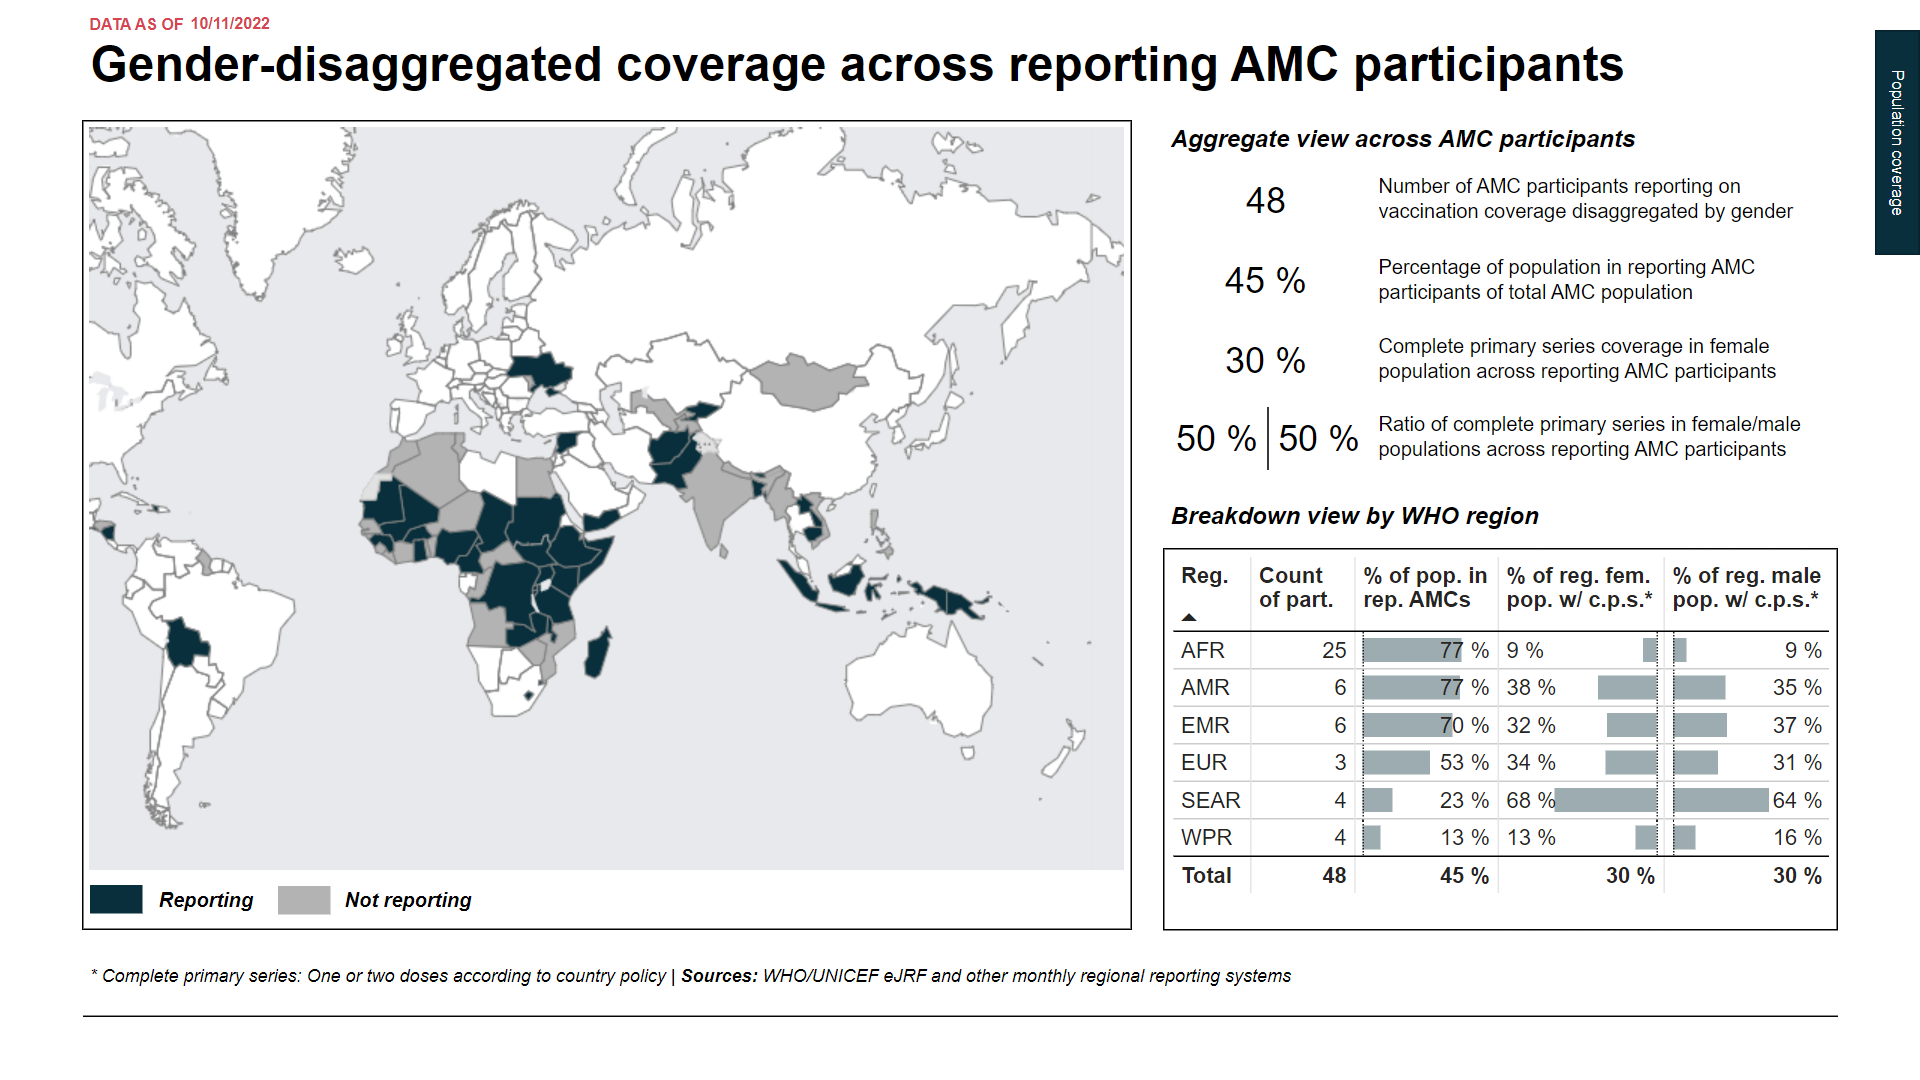 DATA AS OF 10/11/2022
Gender-disaggregated coverage across reporting AMC participants
Population coverage
Reporting
Not reporting
Aggregate view across AMC participants
48
Number of AMC participants reporting on
vaccination coverage disaggregated by gender
45 %
Percentage of population in reporting AMC
participants of total AMC population
30 %
Complete primary series coverage in female
population across reporting AMC participants
50 % | 50 %
Ratio of complete primary series in female/male
populations across reporting AMC participants
Breakdown view by WHO region
Reg. Count % of pop. in % of reg. fem. % of reg. male
of part. rep. AMCs pop. w/ c.p.s.* pop. w/ c.p.s.*
AFR 25 77 % 9 % 9 %
AMR 6 77 % 38 % 35 %
EMR 6 70 % 32 % 37 %
EUR 3 53 % 34 % 31 %
SEAR 4 23 % 68 % 64 %
WPR 4 13 % 13 % 16 %
Total 48 45 % 30 % 30 %
* Complete primary series: One or two doses according to country policy | Sources: WHO/UNICEF eJRF and other monthly regional reporting systems